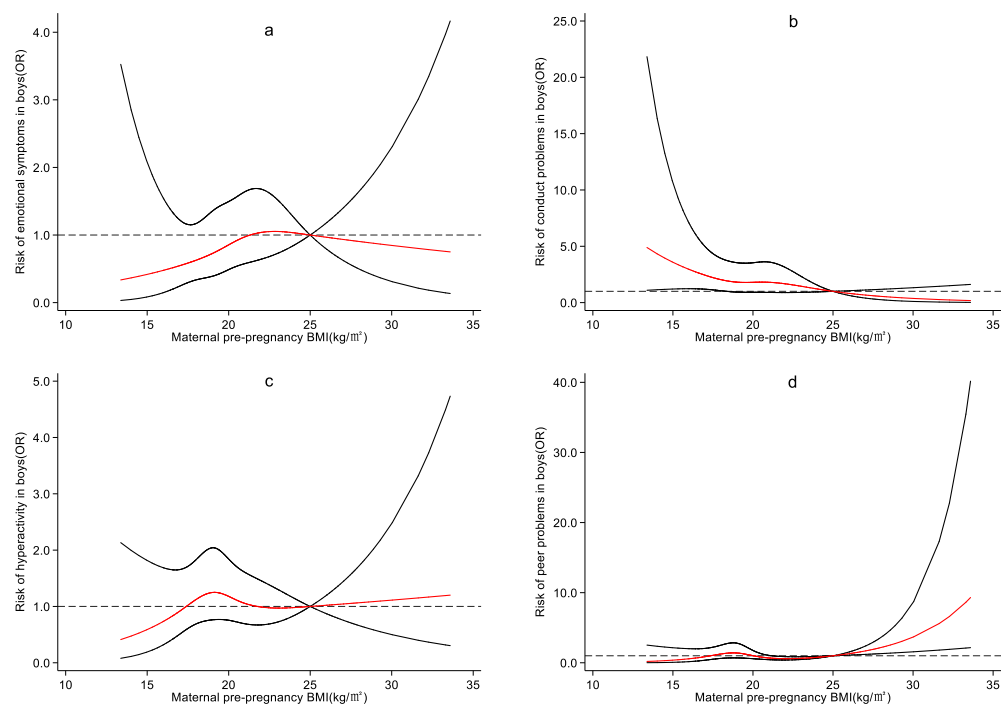 a
Risk of emotional symptoms in boys(OR)
4.0
3.0
2.0
1.0
0.0
10 15 20 25 30 35
Maternal pre-pregnancy BMI(kg/㎡)
b
Risk of conduct problems in boys(OR)
25.0
20.0
15.0
10.0
5.0
0.0
10 15 20 25 30 35
Maternal pre-pregnancy BMI(kg/㎡)
c
Risk of hyperactivity in boys(OR)
5.0
4.0
3.0
2.0
1.0
0.0
10 15 20 25 30 35
Maternal pre-pregnancy BMI(kg/㎡)
d
Risk of peer problems in boys(OR)
40.0
30.0
20.0
10.0
0.0
10 15 20 25 30 35
Maternal pre-pregnancy BMI(kg/㎡)